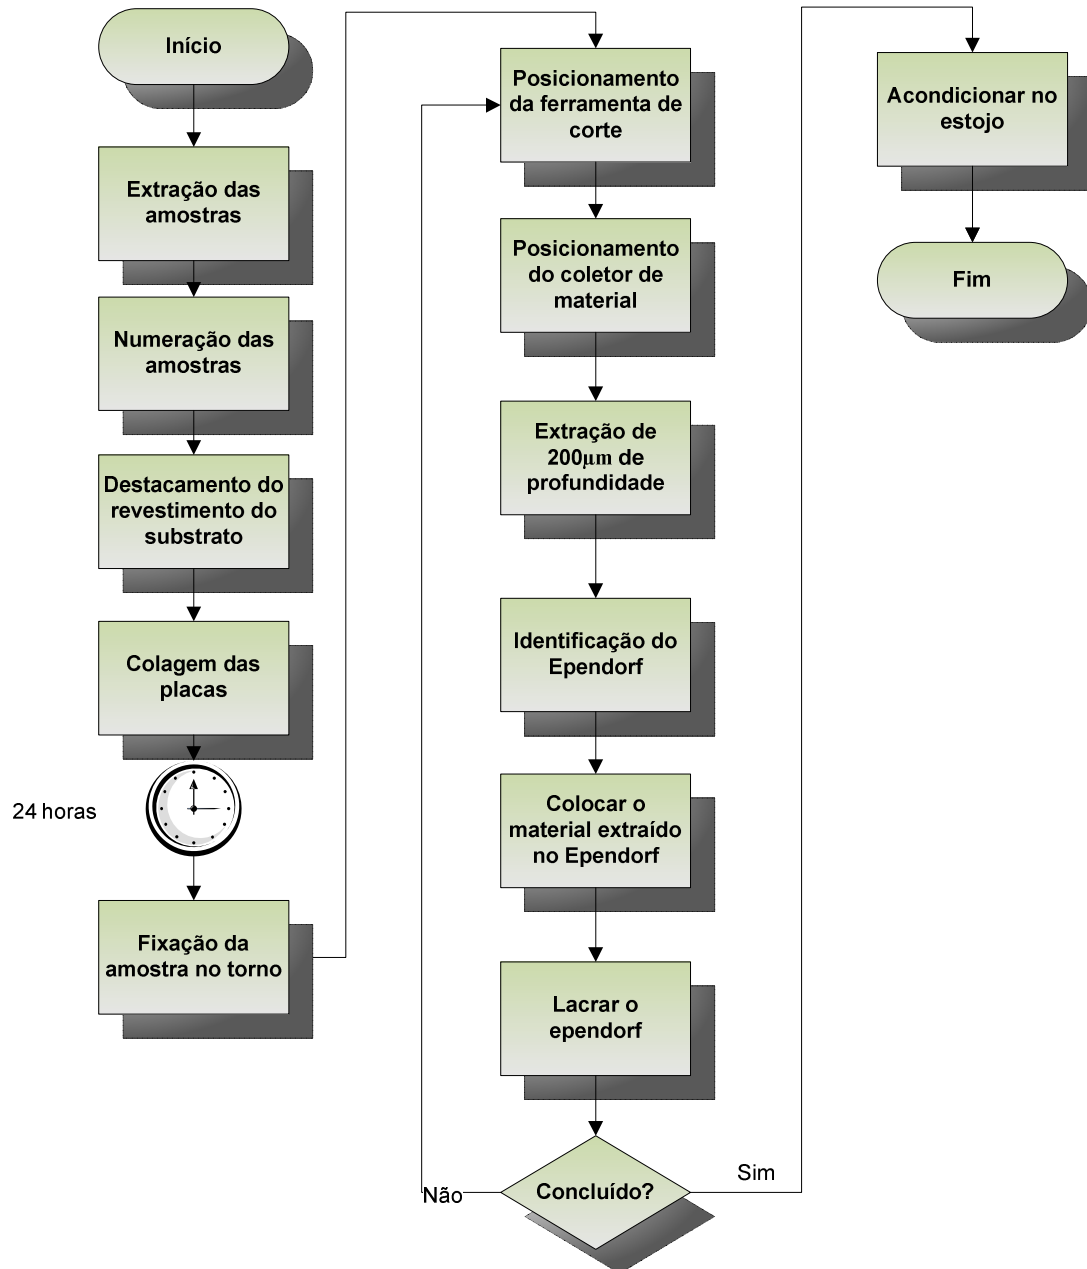 Início
Extração das
amostras
Numeração das
amostras
Destacamento do
revestimento do
substrato
Colagem das
placas
24 horas
Fixação da
amostra no torno
Posicionamento
da ferramenta de
corte
Posicionamento
do coletor de
material
Extração de
200μm de
profundidade
Identificação do
Ependorf
Colocar o
material extraído
no Ependorf
Lacrar o
ependorf
Concluído?
Não
Sim
Acondicionar no
estojo
Fim